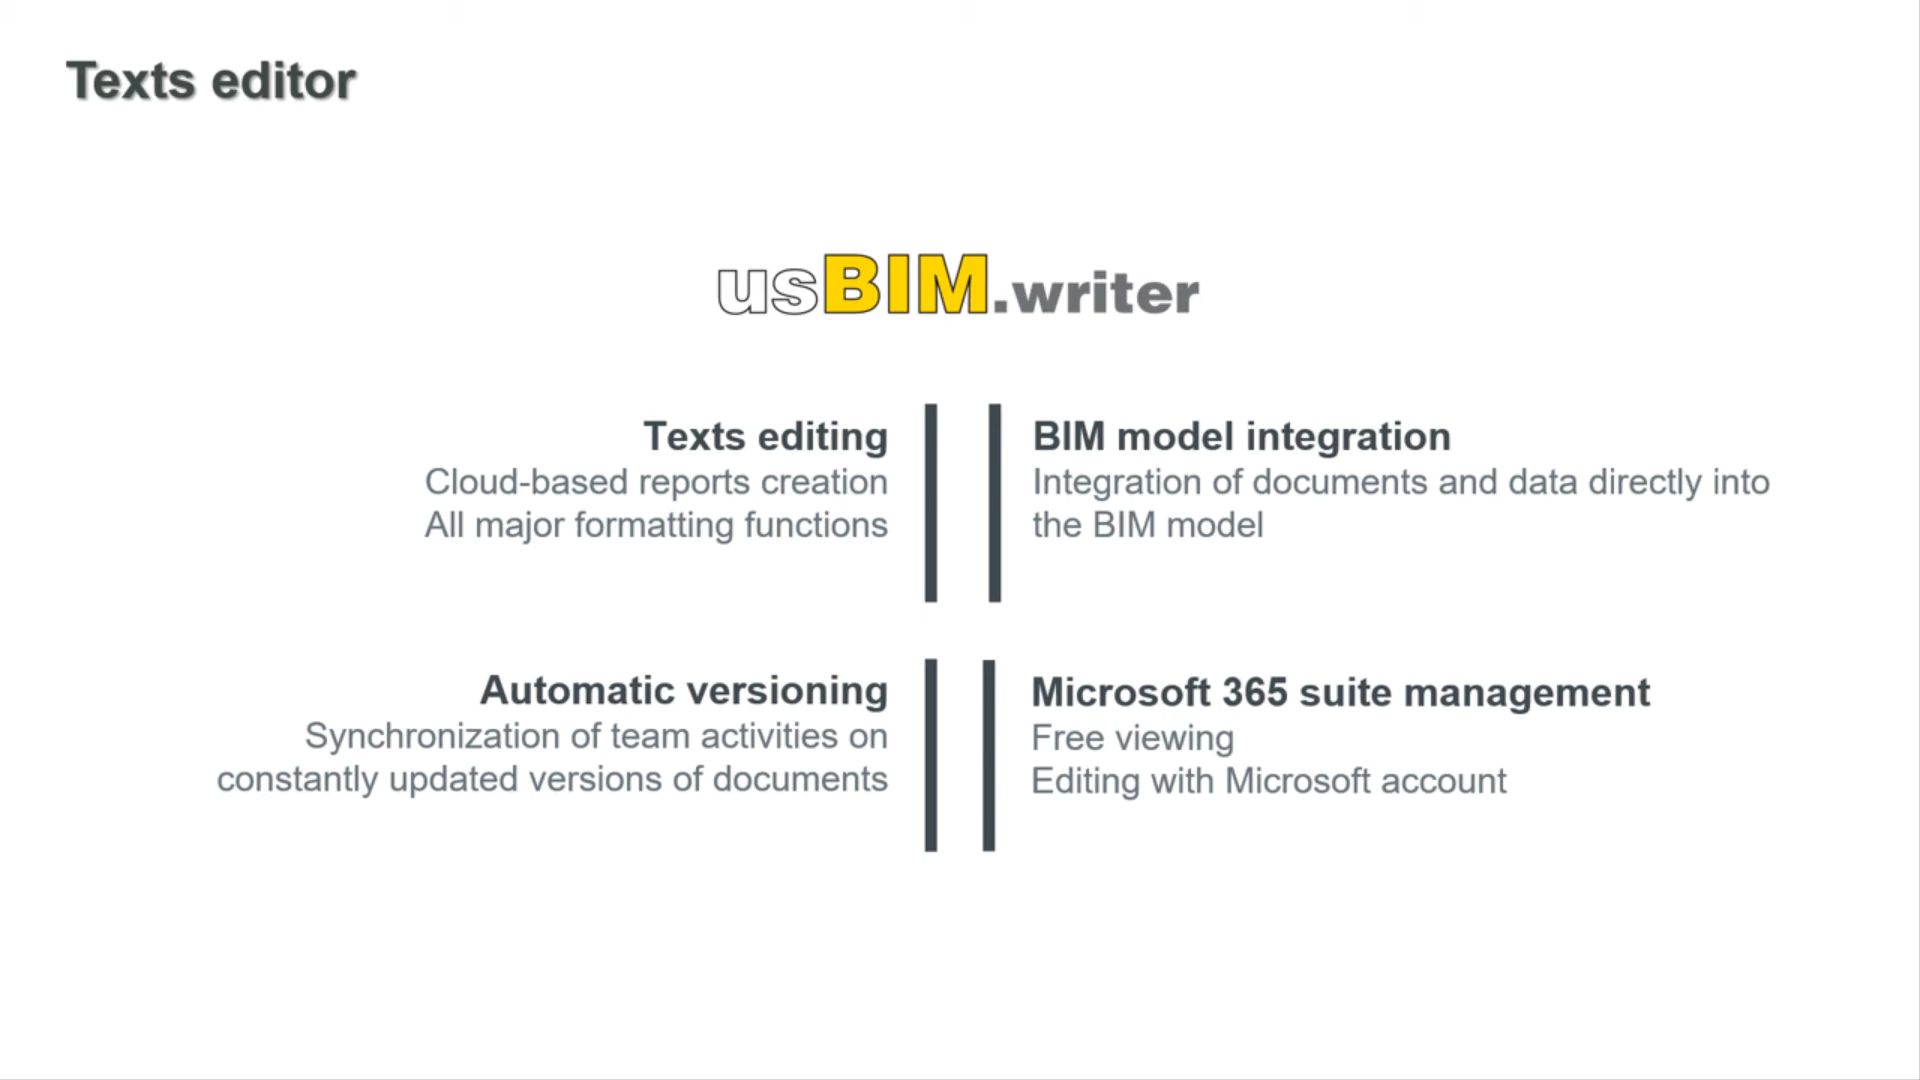 Texts editor
usBIM.writer
Texts editing
Cloud-based reports creation
All major formatting functions
BIM model integration
Integration of documents and data directly into
the BIM model
Automatic versioning
Synchronization of team activities on
constantly updated versions of documents
Microsoft 365 suite management
Free viewing
Editing with Microsoft account